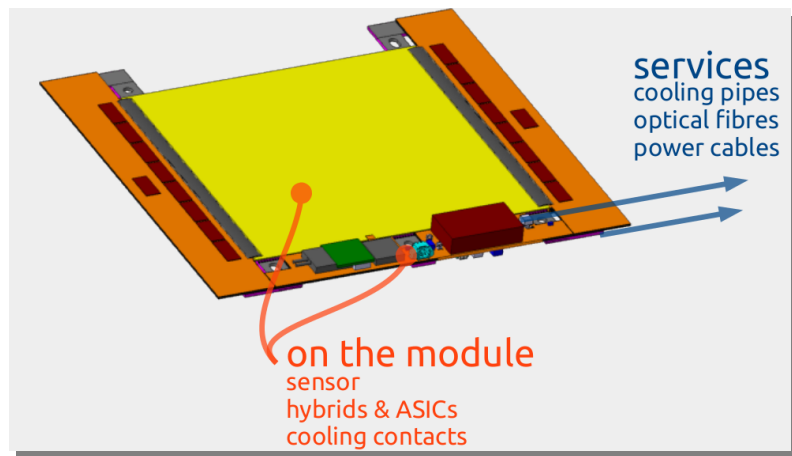 services
cooling pipes
optical fibres
power cables
on the module
sensor
hybrids & ASICs
cooling contacts